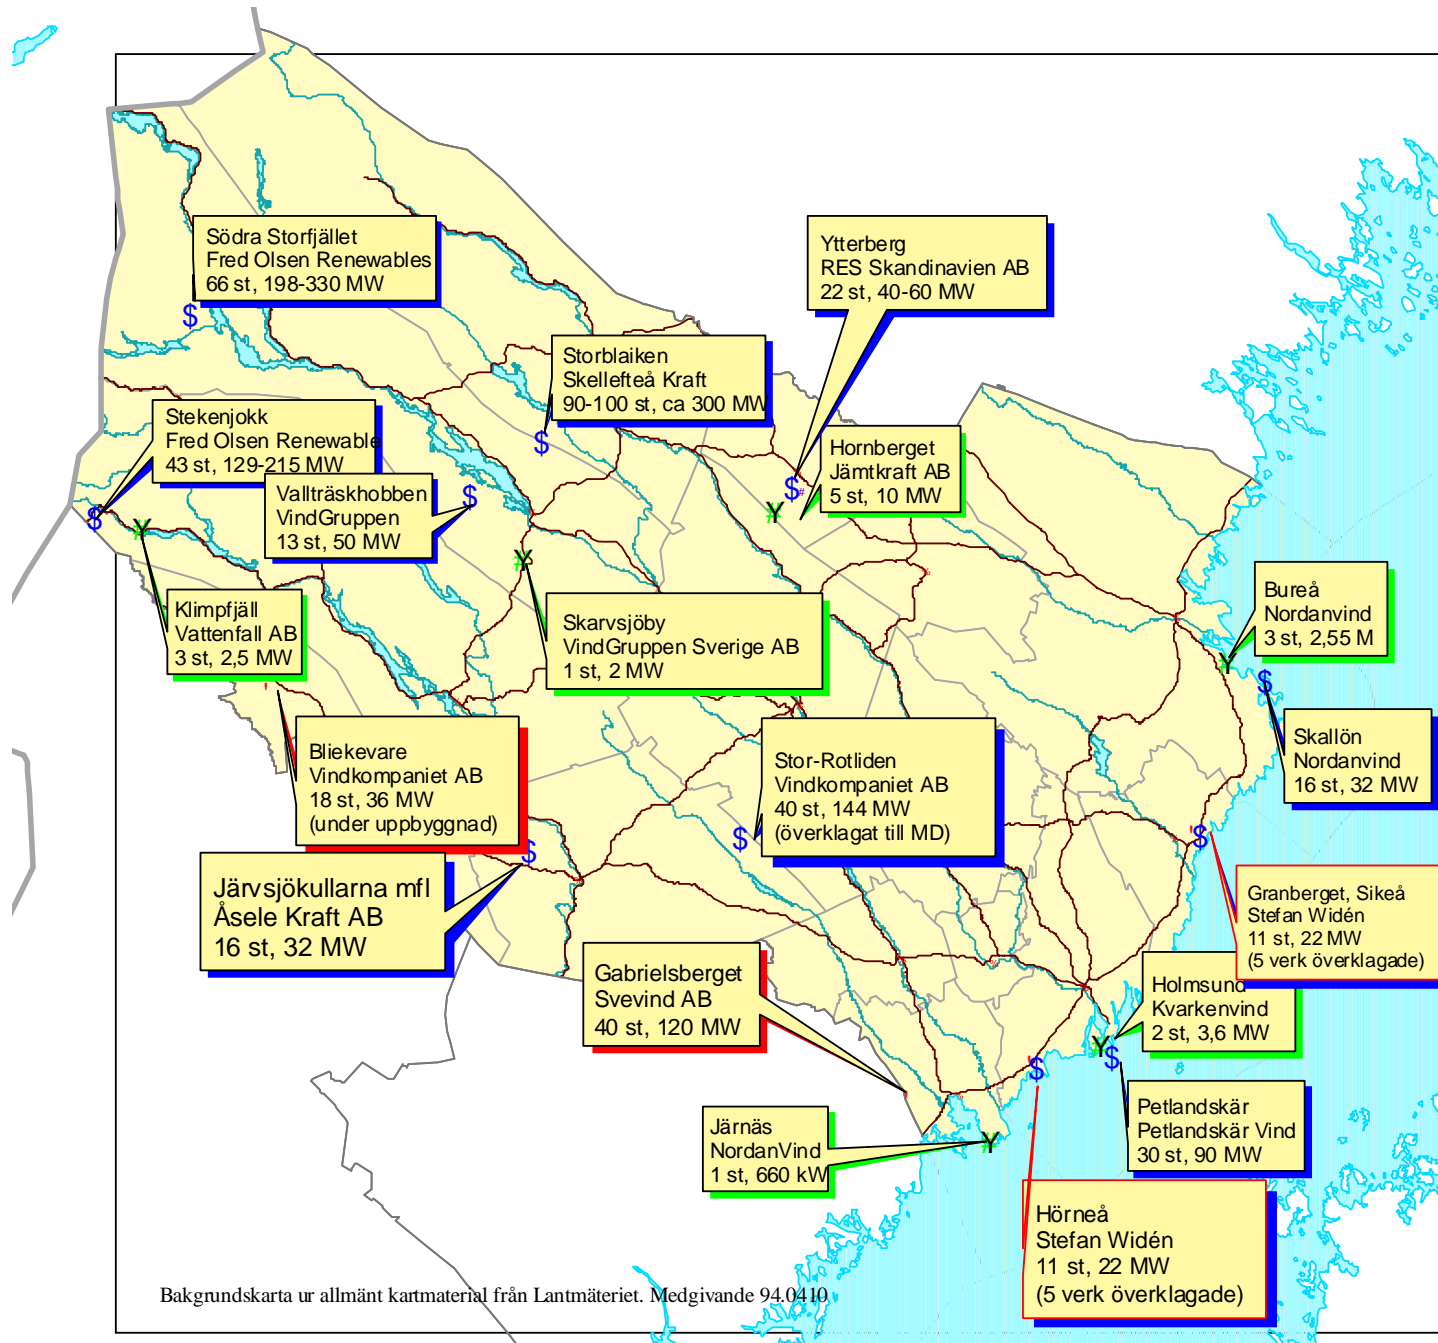 Södra Storfjället
Fred Olsen Renewables
66 st, 198-330 MW
Ytterberg
RES Skandinavien AB
22 st, 40-60 MW
Storblaiken
Skellefteå Kraft
90-100 st, ca 300 MW
Stekenjokk
Fred Olsen Renewable
43 st, 129-215 MW
Hornberget
Jämtkraft AB
5 st, 10 MW
Vallträskhobben
VindGruppen
13 st, 50 MW
Klimpfjäll
Vattenfall AB
3 st, 2,5 MW
Skarvsjöby
VindGruppen Sverige AB
1 st, 2 MW
Bureå
Nordanvind
3 st, 2,55 M
Skallön
Nordanvind
16 st, 32 MW
Bliekevare
Vindkompaniet AB
18 st, 36 MW
(under uppbyggnad)
Stor-Rotliden
Vindkompaniet AB
40 st, 144 MW
(överklagat till MD)
Järvsjökullarna mfl
Åsele Kraft AB
16 st, 32 MW
Granberget, Sikeå
Stefan Widén
11 st, 22 MW
(5 verk överklagade)
Gabrielsberget
Svevind AB
40 st, 120 MW
Holmsund
Kvarkenvind
2 st, 3,6 MW
Petlandskär
Petlandskär Vind
30 st, 90 MW
Järnäs
NordanVind
1 st, 660 kW
Hörneå
Stefan Widén
11 st, 22 MW
(5 verk överklagade)
Bakgrundskarta ur allmänt kartmaterial från Lantmäteriet. Medgivande 94.0410